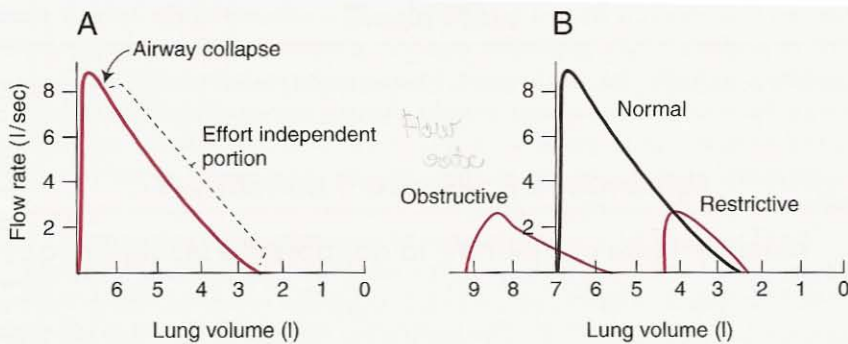 A
Airway collapse
8
6
4
2
Effort independent
portion
Flow rate (l/sec)
6 5 4 3 2 1 0
Lung volume (l)
B
8
6
4
2
Normal
Obstructive
Restrictive
9 8 7 6 5 4 3 2 1 0
Lung volume (l)